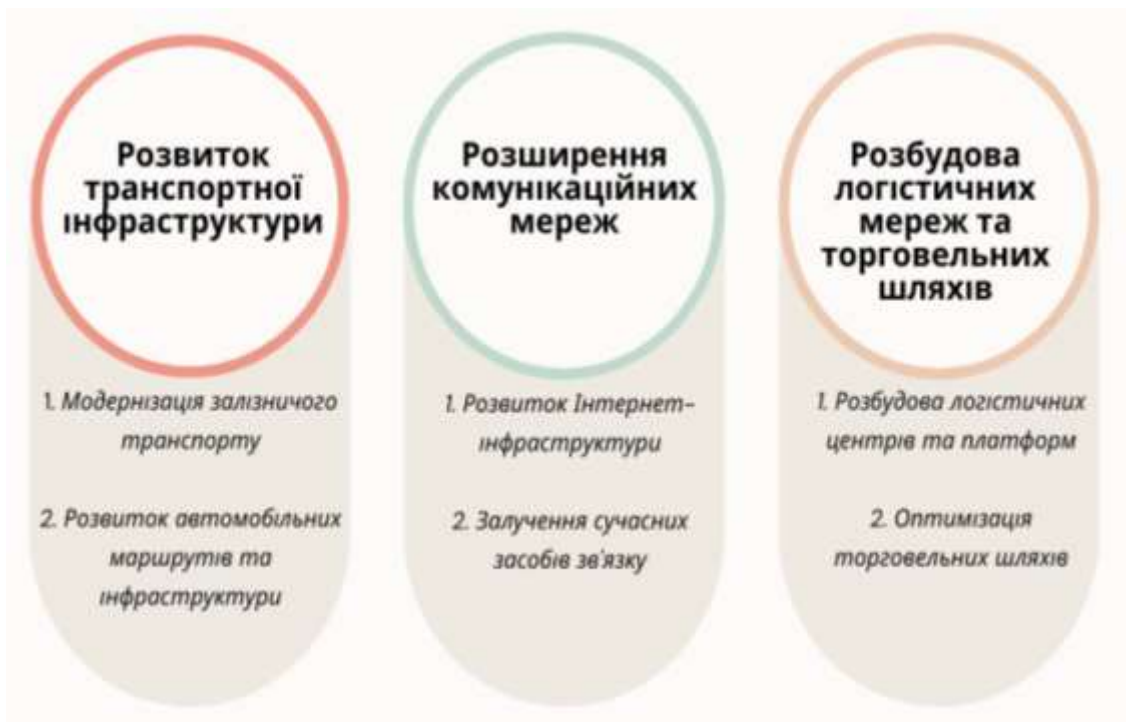 Розвиток
транспортної
інфраструктури
1. Модернізація залізничого
транспорту
2. Розвиток автомобільних
маршрутів та
інфраструктури
Розширення
комунікаційних
мереж
1. Розвиток Інтернет-
інфраструктури
2. Залучення сучасних
засобів зв'язку
Розбудова
логістичних
мереж та
торговельних
шляхів
1. Розбудова логістичних
центрів та платформ
2. Оптимізація
торговельних шляхів